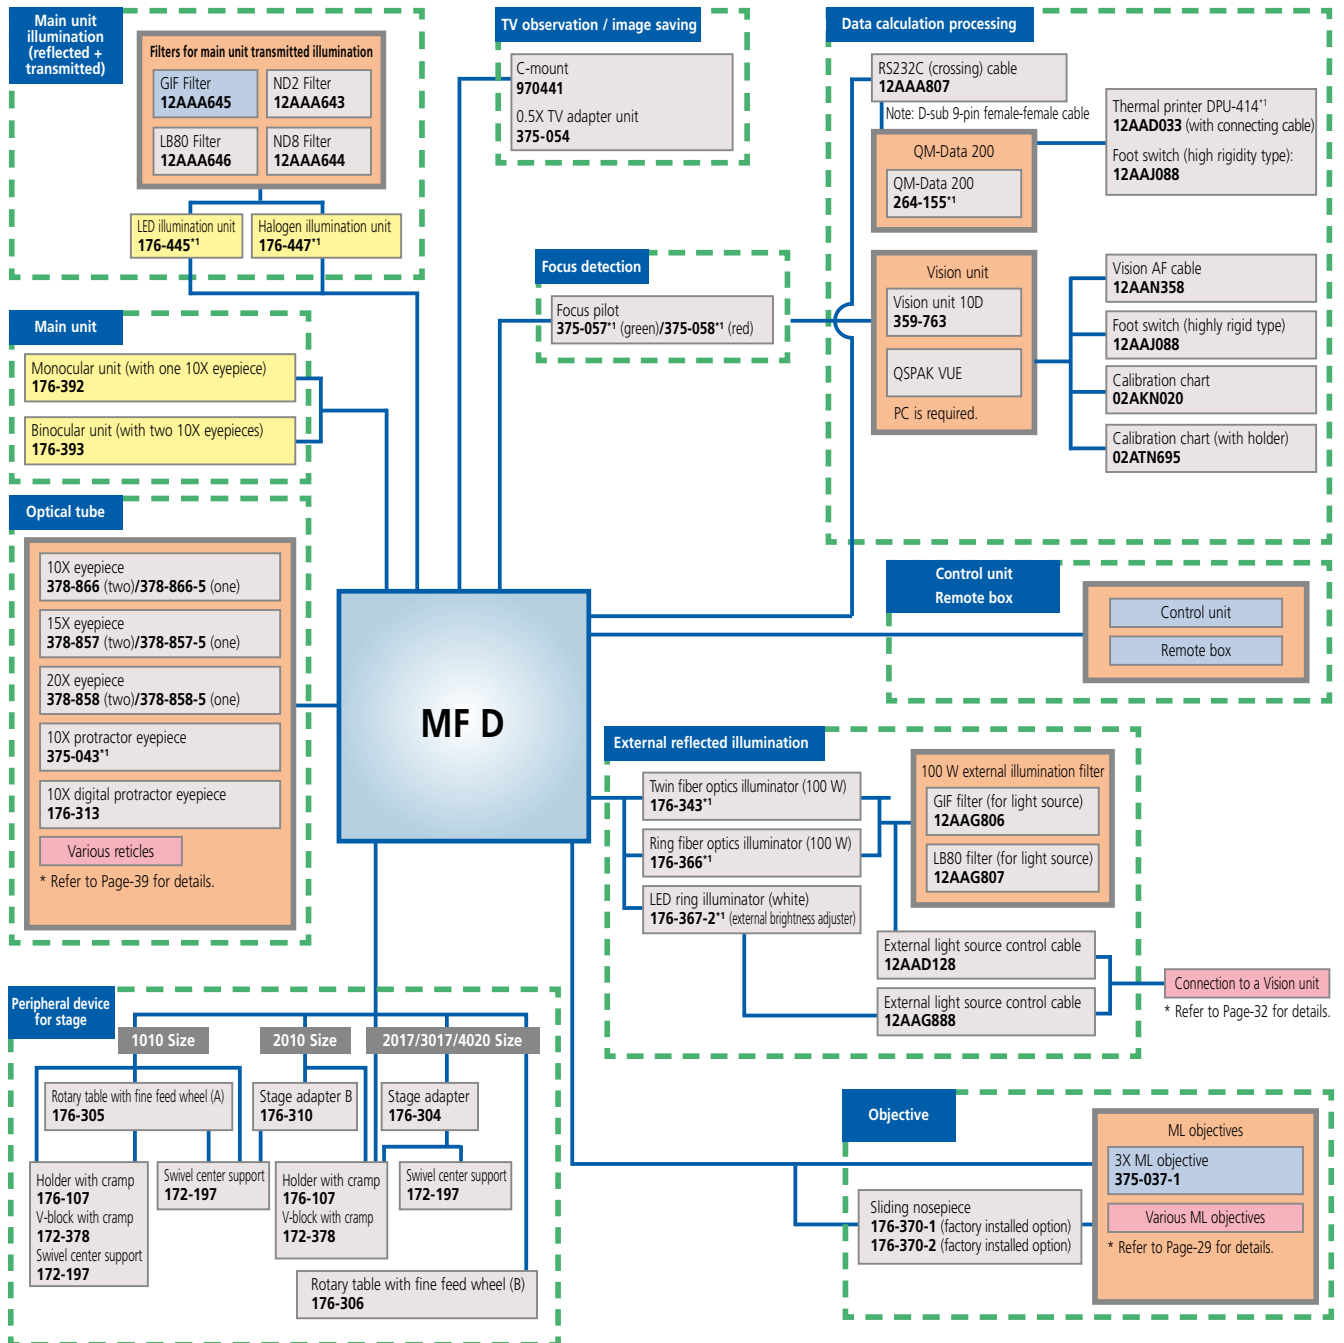 Main unit
illumination
(reflected +
transmitted)
Filters for main unit transmitted illumination
GIF Filter
12AAA645
ND2 Filter
12AAA643
LB80 Filter
12AAA646
ND8 Filter
12AAA644
LED illumination unit
176-445*1
Halogen illumination unit
176-447*1
TV observation / image saving
C-mount
970441
0.5X TV adapter unit
375-054
Data calculation processing
RS232C (crossing) cable
12AAA807
Note: D-sub 9-pin female-female cable
QM-Data 200
QM-Data 200
264-155*1
Thermal printer DPU-414*1
12AAD033 (with connecting cable)
Foot switch (high rigidity type):
12AAJ088
Vision unit
Vision unit 10D
359-763
QSPAK VUE
PC is required.
Vision AF cable
12AAN358
Foot switch (highly rigid type)
12AAJ088
Calibration chart
02AKN020
Calibration chart (with holder)
02ATN695
Focus detection
Focus pilot
375-057*1 (green)/375-058*1 (red)
Main unit
Monocular unit (with one 10X eyepiece)
176-392
Binocular unit (with two 10X eyepieces)
176-393
Optical tube
10X eyepiece
378-866 (two)/378-866-5 (one)
15X eyepiece
378-857 (two)/378-857-5 (one)
20X eyepiece
378-858 (two)/378-858-5 (one)
10X protractor eyepiece
375-043*1
10X digital protractor eyepiece
176-313
Various reticles
* Refer to Page-39 for details.
MF D
Control unit
Remote box
Control unit
Remote box
External reflected illumination
Twin fiber optics illuminator (100 W)
176-343*1
Ring fiber optics illuminator (100 W)
176-366*1
LED ring illuminator (white)
176-367-2*1 (external brightness adjuster)
100 W external illumination filter
GIF filter (for light source)
12AAG806
LB80 filter (for light source)
12AAG807
External light source control cable
12AAD128
External light source control cable
12AAG888
Connection to a Vision unit
* Refer to Page-32 for details.
Peripheral device
for stage
1010 Size
2010 Size
2017/3017/4020 Size
Rotary table with fine feed wheel (A)
176-305
Stage adapter B
176-310
Stage adapter
176-304
Holder with cramp
176-107
V-block with cramp
172-378
Swivel center support
172-197
Swivel center support
172-197
Holder with cramp
176-107
V-block with cramp
172-378
Swivel center support
172-197
Rotary table with fine feed wheel (B)
176-306
Objective
Sliding nosepiece
176-370-1 (factory installed option)
176-370-2 (factory installed option)
ML objectives
3X ML objective
375-037-1
Various ML objectives
* Refer to Page-29 for details.